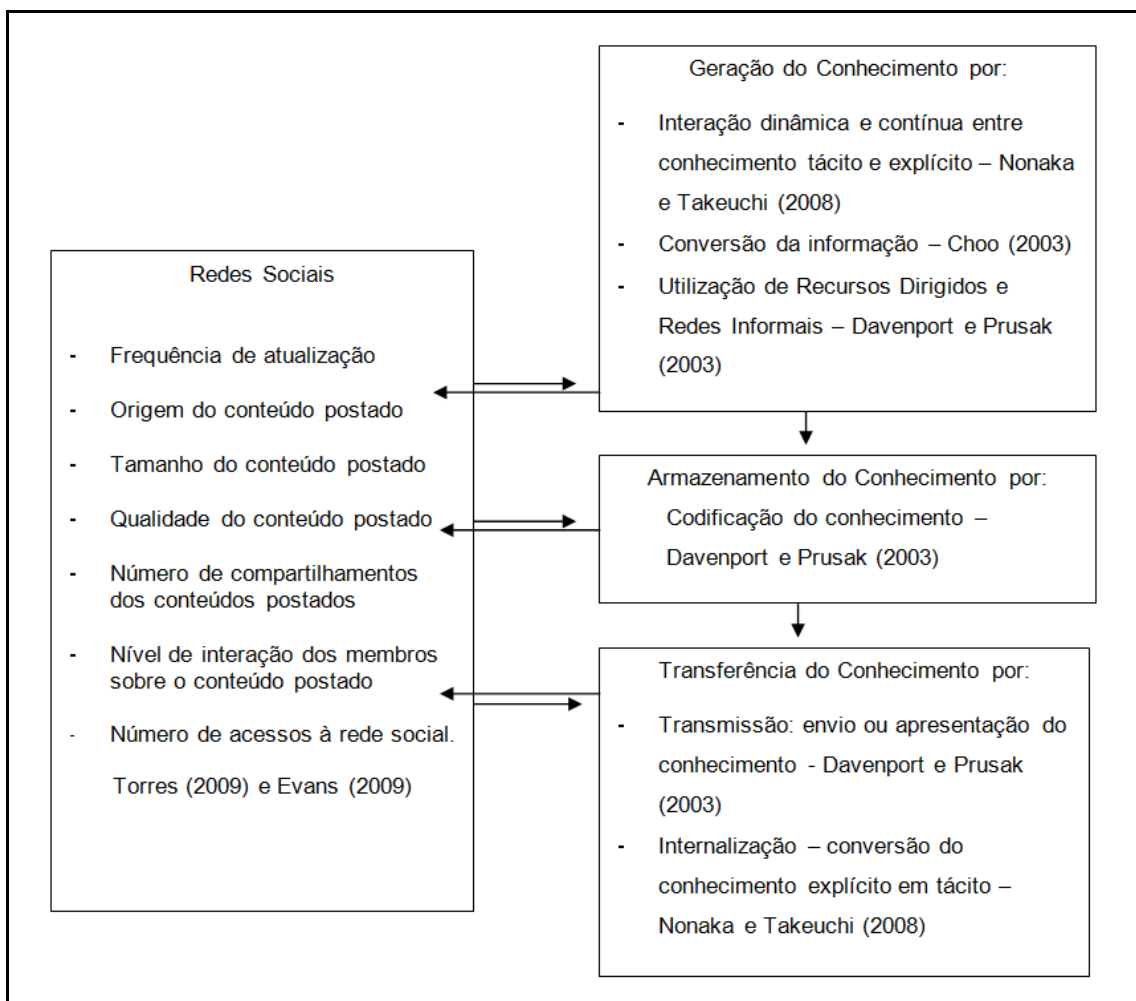 Redes Sociais
- Frequência de atualização
- Origem do conteúdo postado
- Tamanho do conteúdo postado
- Qualidade do conteúdo postado
- Número de compartilhamentos
dos conteúdos postados
- Nível de interação dos membros
sobre o conteúdo postado
- Número de acessos à rede social.
Torres (2009) e Evans (2009)
Geração do Conhecimento por:
- Interação dinâmica e contínua entre
conhecimento tácito e explícito – Nonaka
e Takeuchi (2008)
- Conversão da informação – Choo (2003)
- Utilização de Recursos Dirigidos e
Redes Informais – Davenport e Prusak
(2003)
Armazenamento do Conhecimento por:
Codificação do conhecimento –
Davenport e Prusak (2003)
Transferência do Conhecimento por:
- Transmissão: envio ou apresentação do
conhecimento - Davenport e Prusak
(2003)
- Internalização – conversão do
conhecimento explícito em tácito –
Nonaka e Takeuchi (2008)